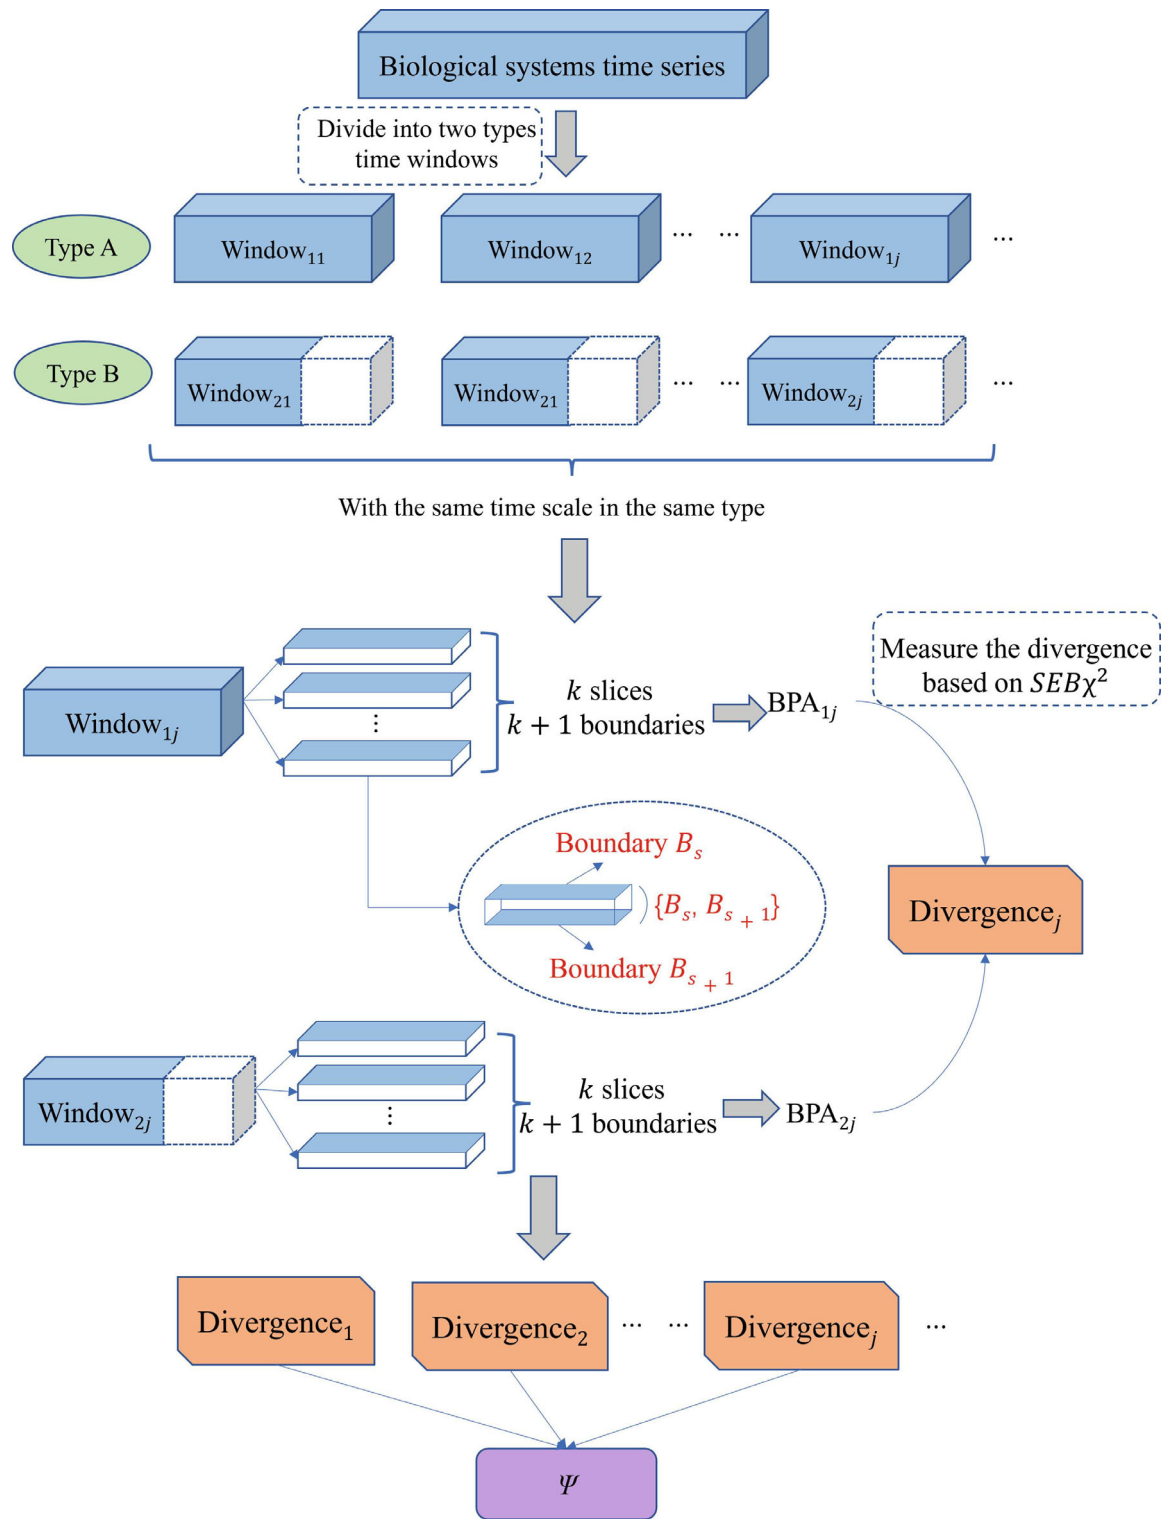 Biological systems time series
Divide into two types
time windows
Type A
Window₁₁
Window₁₂
... ...
Window₁ⱼ
...
Type B
Window₂₁
Window₂₁
... ...
Window₂ⱼ
...
With the same time scale in the same type
Measure the divergence
based on SEBχ²
Window₁ⱼ
⋮
k slices
k + 1 boundaries
BPA₁ⱼ
Boundary Bₛ
{Bₛ, Bₛ ₊ ₁}
Boundary Bₛ ₊ ₁
Divergenceⱼ
Window₂ⱼ
⋮
k slices
k + 1 boundaries
BPA₂ⱼ
Divergence₁
Divergence₂
... ...
Divergenceⱼ
...
Ψ